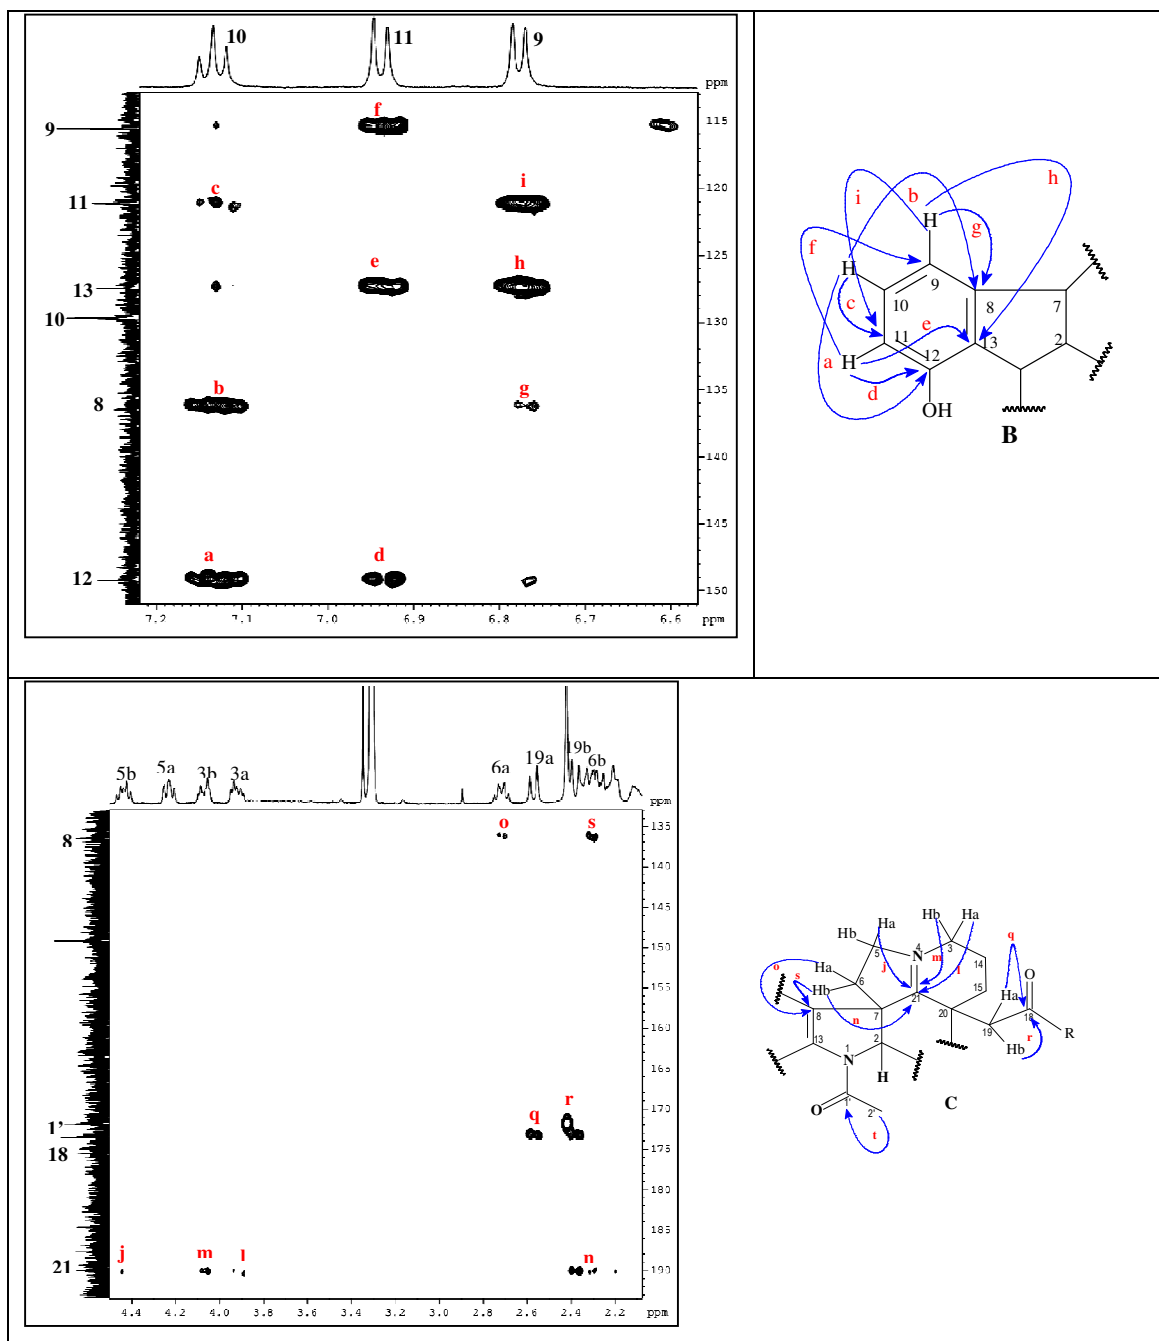 10 11 9
ppm
9 f 115
c i 120
11
e h 125
13
10 130
b g 135
8
140
145
a d
12 150
7.2 7.1 7.0 6.9 6.8 6.7 6.6 ppm
h
b
i H g
f
H
9
10 8 7
c
e
11 2
H 12 13
a
d
OH
B
5b 5a 3b 3a 6a 19a 19b 6b
ppm
o s 135
8
140
145
150
155
160
165
q r 170
1'
18 175
180
185
j m l n
21 190
4.4 4.2 4.0 3.8 3.6 3.4 3.2 3.0 2.8 2.6 2.4 2.2 ppm
Ha Hb Ha q
Hb 4 3
5 N m
o Ha j l 14 O
s 6 15 Ha
Hb 21
n 18
8 7 20
19 r R
13 1 2 Hb
N
H
O 1' 2' C
t